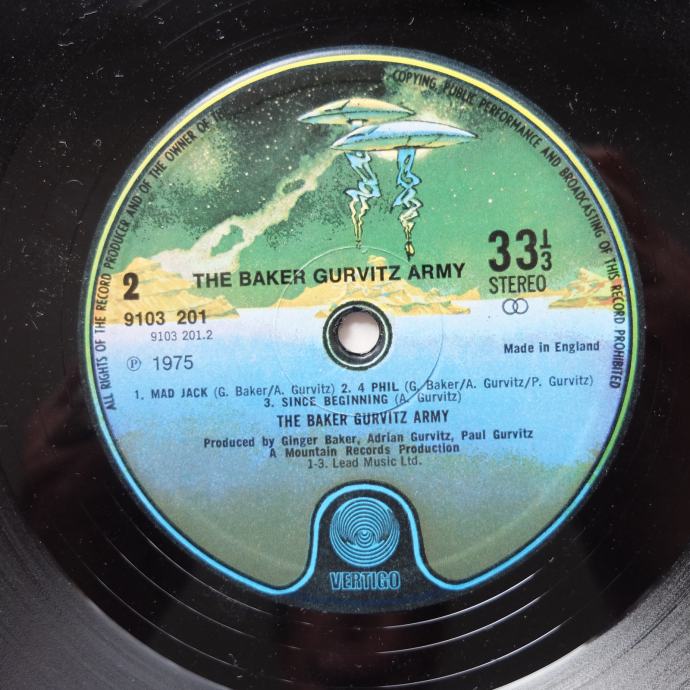 ALL RIGHTS OF THE RECORD PRODUCER AND OF THE OWNER OF
COPYING, PUBLIC PERFORMANCE AND BROADCASTING OF THIS RECORD PROHIBITED
2
THE BAKER GURVITZ ARMY
33 1/3
STEREO
9103 201
9103 201.2
Ⓟ 1975
Made in England
1. MAD JACK (G. Baker/A. Gurvitz) 2. 4 PHIL (G. Baker/A. Gurvitz/P. Gurvitz)
3. SINCE BEGINNING (A. Gurvitz)
THE BAKER GURVITZ ARMY
Produced by Ginger Baker, Adrian Gurvitz, Paul Gurvitz
A Mountain Records Production
1-3. Lead Music Ltd.
VERTIGO